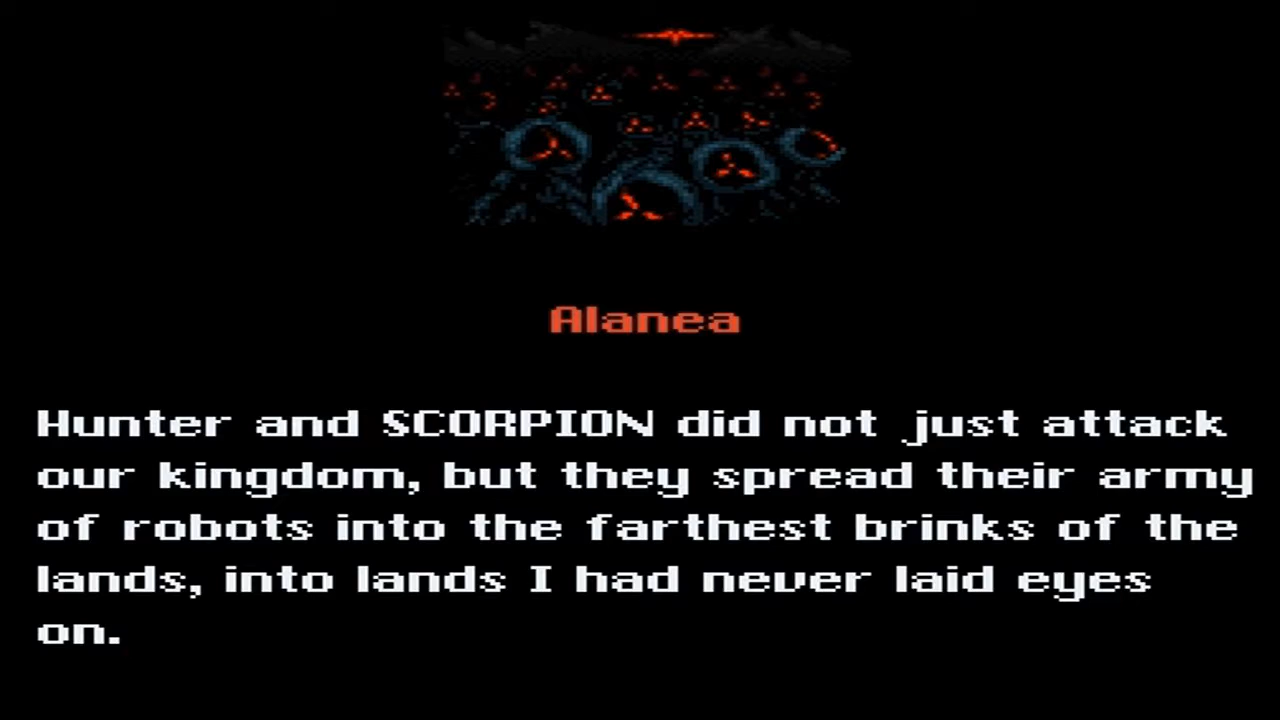 Alanea
Hunter and SCORPION did not just attack
our kingdom, but they spread their army
of robots into the farthest brinks of the
lands, into lands I had never laid eyes
on.